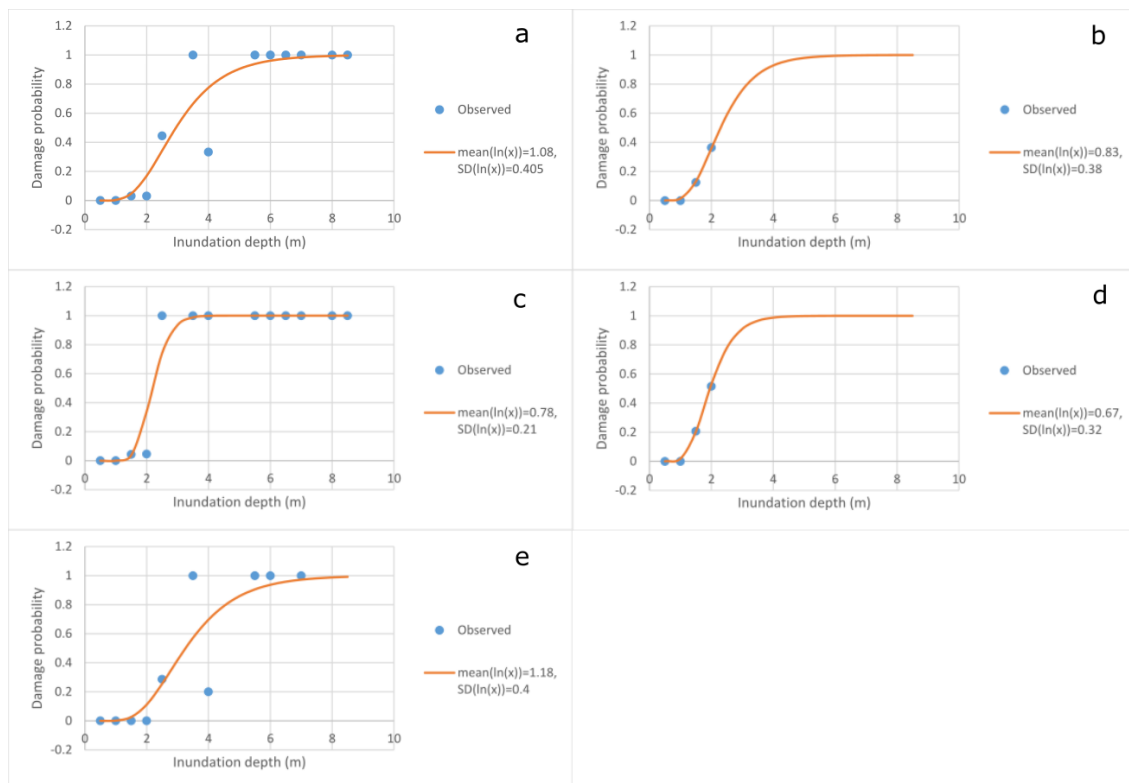 a
1.2
1
0.8
0.6
0.4
0.2
0
-0.2
0 2 4 6 8 10
Damage probability
Inundation depth (m)
Observed
mean(ln(x))=1.08,
SD(ln(x))=0.405
b
1.2
1
0.8
0.6
0.4
0.2
0
-0.2
0 2 4 6 8 10
Damage probability
Inundation depth (m)
Observed
mean(ln(x))=0.83,
SD(ln(x))=0.38
c
1.2
1
0.8
0.6
0.4
0.2
0
-0.2
0 2 4 6 8 10
Damage probability
Inundation depth (m)
Observed
mean(ln(x))=0.78,
SD(ln(x))=0.21
d
1.2
1
0.8
0.6
0.4
0.2
0
-0.2
0 2 4 6 8 10
Damage probability
Inundation depth (m)
Observed
mean(ln(x))=0.67,
SD(ln(x))=0.32
e
1.2
1
0.8
0.6
0.4
0.2
0
-0.2
0 2 4 6 8 10
Damage probability
Inundation depth (m)
Observed
mean(ln(x))=1.18,
SD(ln(x))=0.4